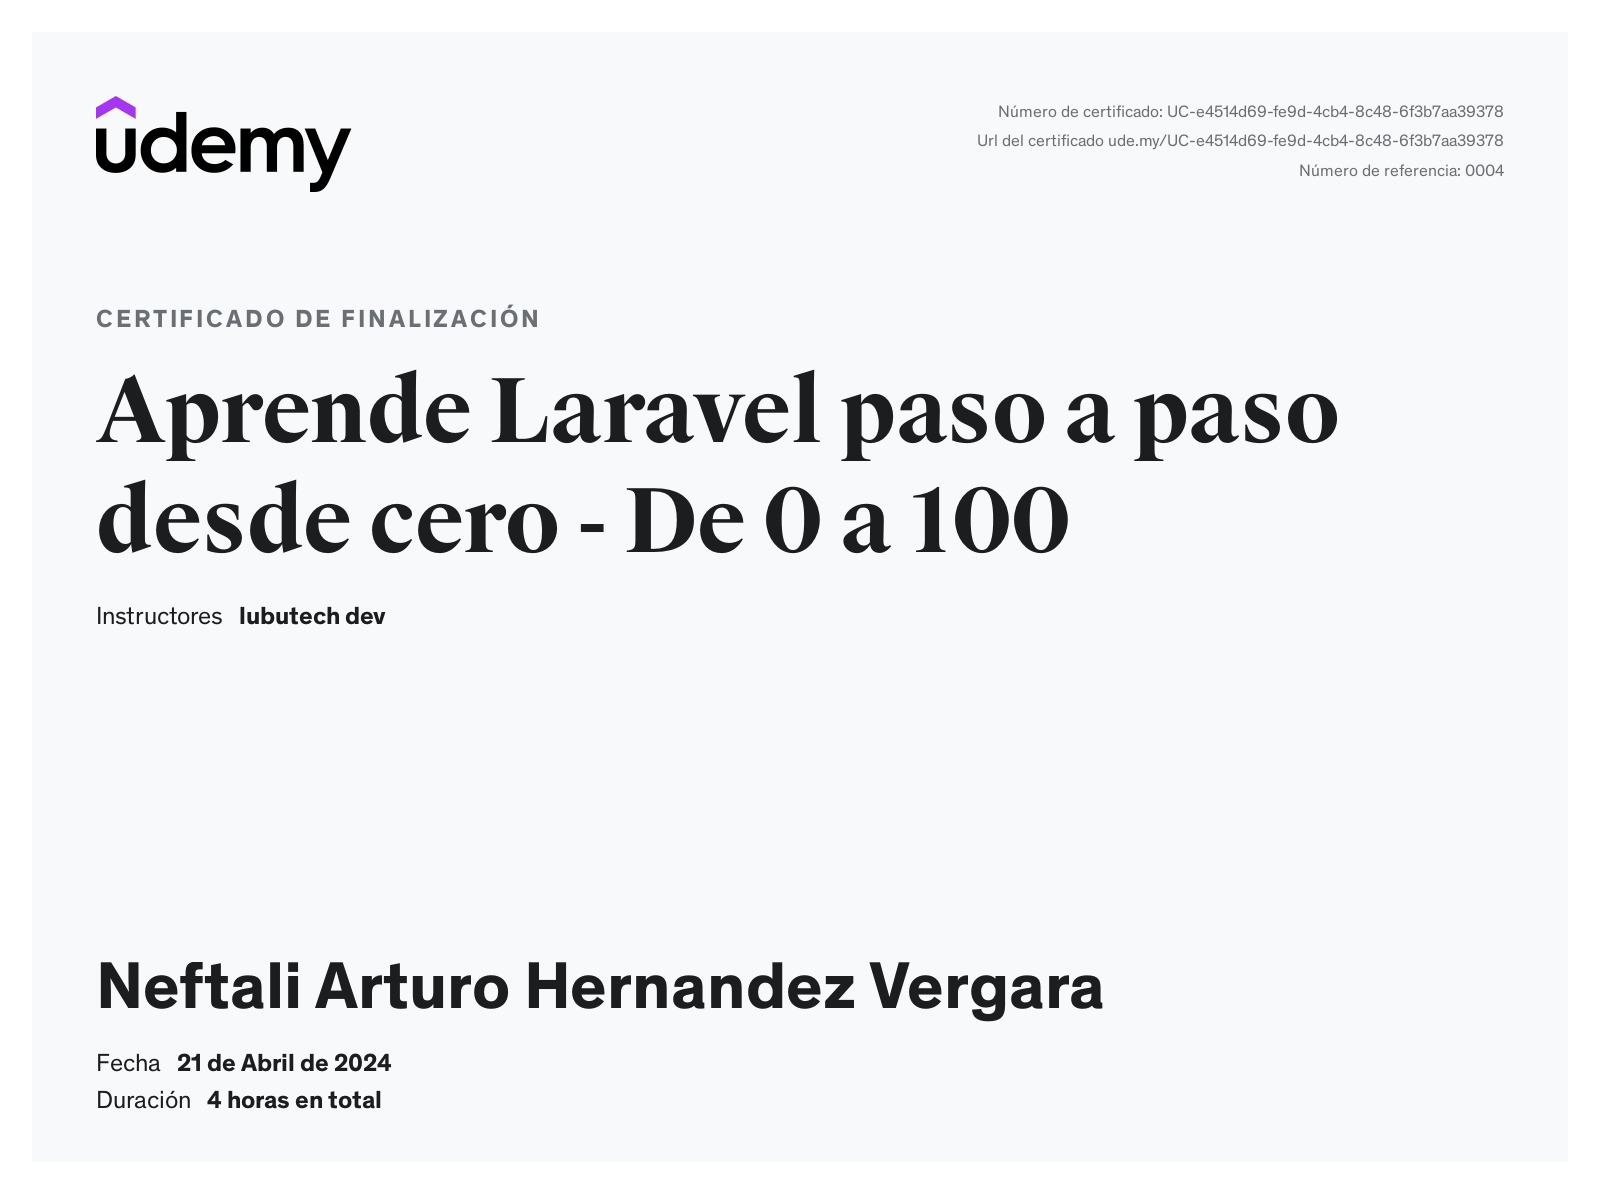 udemy
Número de certificado: UC-e4514d69-fe9d-4cb4-8c48-6f3b7aa39378
Url del certificado ude.my/UC-e4514d69-fe9d-4cb4-8c48-6f3b7aa39378
Número de referencia: 0004
CERTIFICADO DE FINALIZACIÓN
Aprende Laravel paso a paso
desde cero - De 0 a 100
Instructores lubutech dev
Neftali Arturo Hernandez Vergara
Fecha 21 de Abril de 2024
Duración 4 horas en total